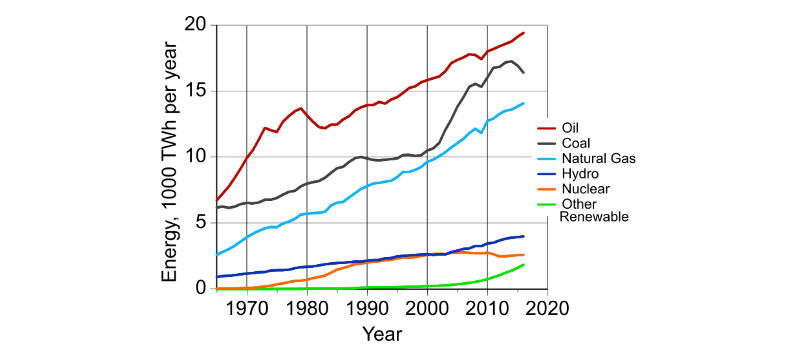 20
15
10
5
0
Energy, 1000 TWh per year
1970 1980 1990 2000 2010 2020
Year
Oil
Coal
Natural Gas
Hydro
Nuclear
Other
Renewable